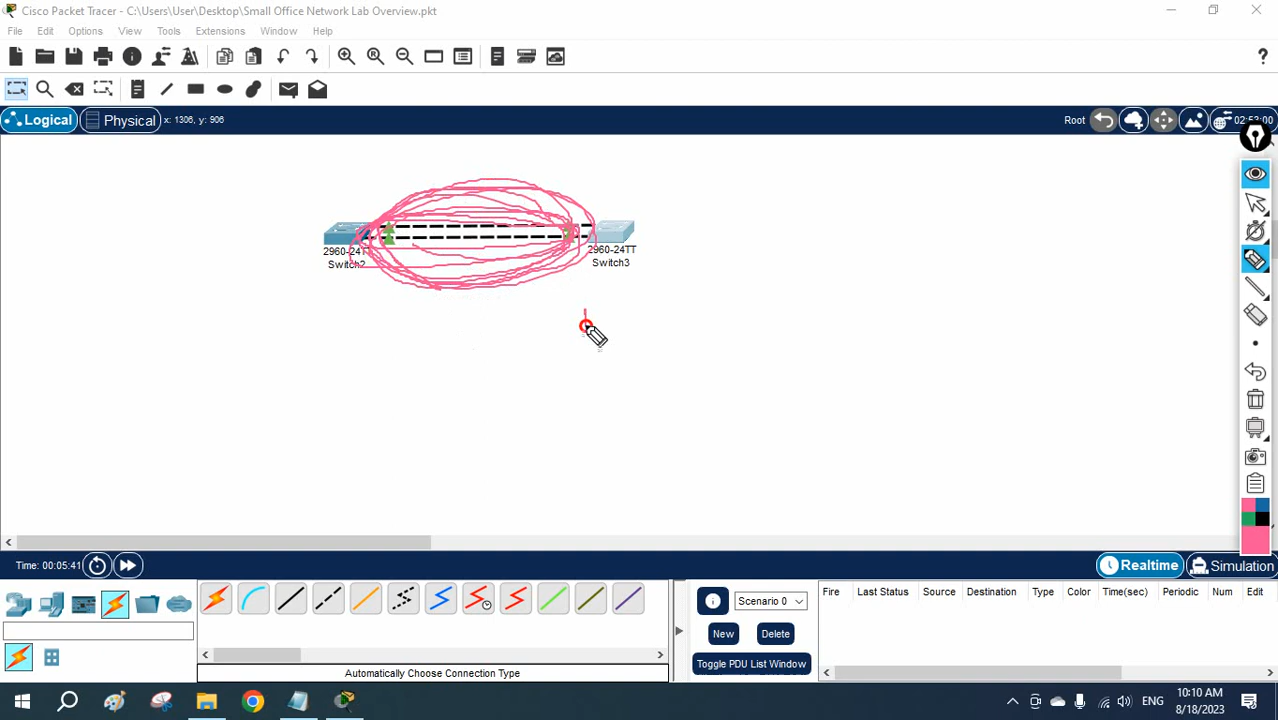 Cisco Packet Tracer - C:\Users\User\Desktop\Small Office Network Lab Overview.pkt
File Edit Options View Tools Extensions Window Help
Logical Physical x: 1306, y: 906 Root 02:53:00
2960-24TT
Switch2
2960-24TT
Switch3
Time: 00:05:41 Realtime Simulation
Scenario 0
New Delete
Toggle PDU List Window
Fire Last Status Source Destination Type Color Time(sec) Periodic Num Edit
Automatically Choose Connection Type
ENG 10:10 AM
8/18/2023